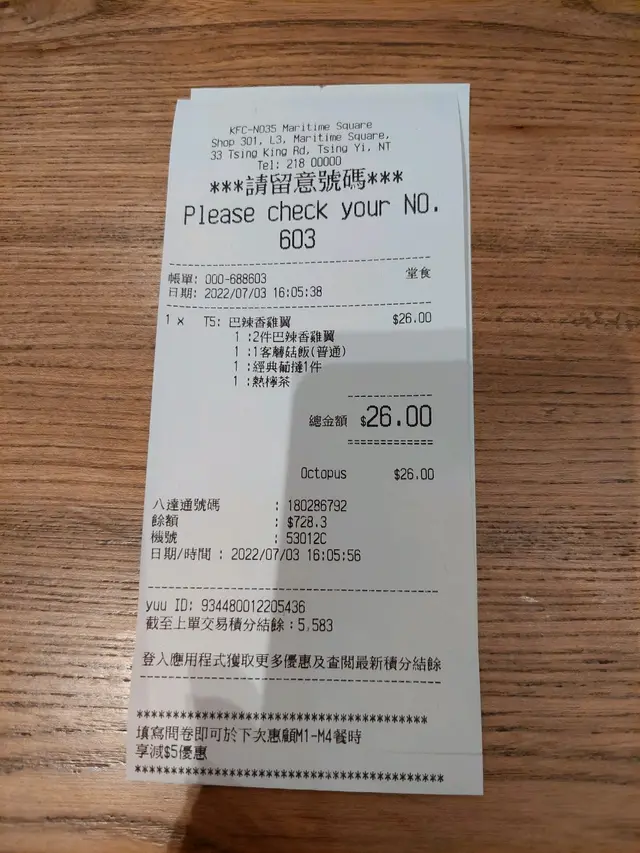 KFC-N035 Maritime Square
Shop 301, L3, Maritime Square,
33 Tsing King Rd, Tsing Yi, NT
Tel: 218 00000
***請留意號碼***
Please check your NO.
603
帳單: 000-688603 堂食
日期: 2022/07/03 16:05:38
1 × T5: 巴辣香雞翼 $26.00
1 :2件巴辣香雞翼
1 :1客蘑菇飯(普通)
1 :經典葡撻1件
1 :熱檸茶
總金額 $26.00
Octopus $26.00
八達通號碼 : 180286792
餘額 : $728.3
機號 : 53012C
日期/時間 : 2022/07/03 16:05:56
yuu ID: 934480012205436
截至上單交易積分結餘：5,583
登入應用程式獲取更多優惠及查閱最新積分結餘
****************************************
填寫問卷即可於下次惠顧M1-M4餐時
享減$5優惠
****************************************